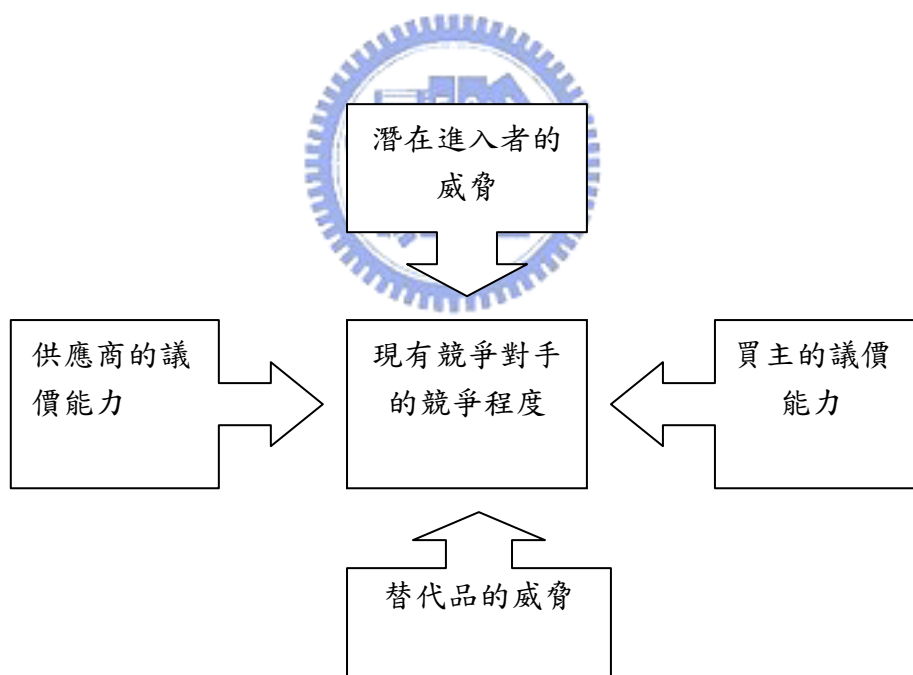 潛在進入者的
威脅
供應商的議
價能力
現有競爭對手
的競爭程度
買主的議價
能力
替代品的威脅